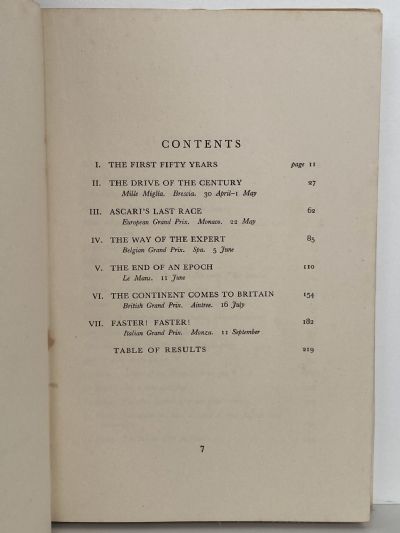 CONTENTS
I. THE FIRST FIFTY YEARS page 11
II. THE DRIVE OF THE CENTURY 27
Mille Miglia. Brescia. 30 April-1 May
III. ASCARI'S LAST RACE 62
European Grand Prix. Monaco. 22 May
IV. THE WAY OF THE EXPERT 85
Belgian Grand Prix. Spa. 5 June
V. THE END OF AN EPOCH 110
Le Mans. 11 June
VI. THE CONTINENT COMES TO BRITAIN 154
British Grand Prix. Aintree. 16 July
VII. FASTER! FASTER! 182
Italian Grand Prix. Monza. 11 September
TABLE OF RESULTS 219
7